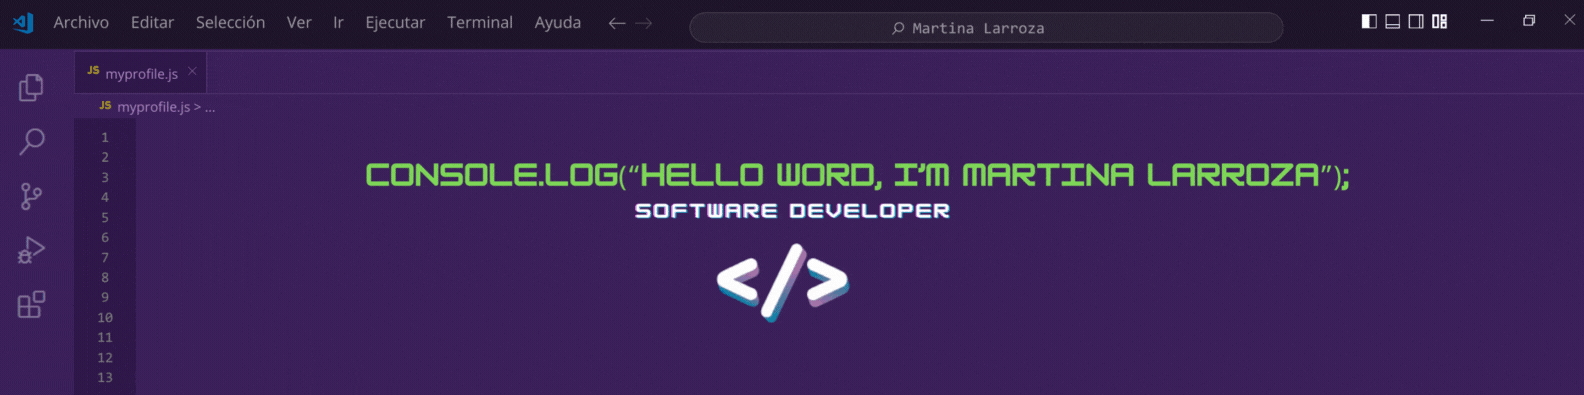 Archivo Editar Selección Ver Ir Ejecutar Terminal Ayuda Martina Larroza
JS myprofile.js
JS myprofile.js > ...
1
2
3
CONSOLE.LOG(“HELLO WORD, I’M MARTINA LARROZA”);
4
5
SOFTWARE DEVELOPER
6
7
8
</>
9
10
11
12
13